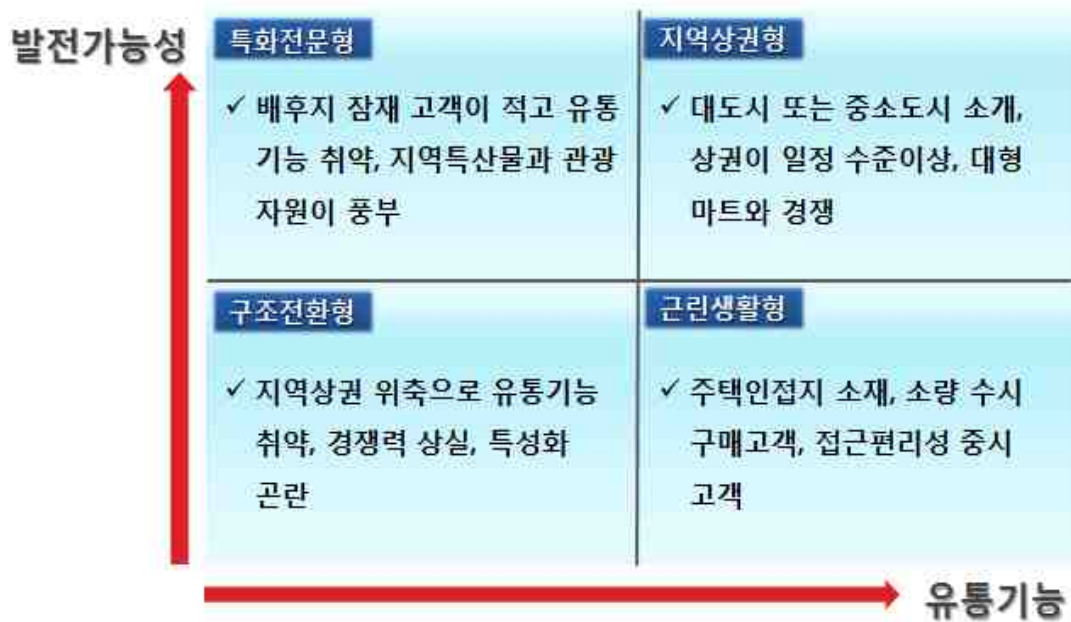 발전가능성
특화전문형
✓ 배후지 잠재 고객이 적고 유통
기능 취약, 지역특산물과 관광
자원이 풍부
지역상권형
✓ 대도시 또는 중소도시 소개,
상권이 일정 수준이상, 대형
마트와 경쟁
구조전환형
✓ 지역상권 위축으로 유통기능
취약, 경쟁력 상실, 특성화
곤란
근린생활형
✓ 주택인접지 소재, 소량 수시
구매고객, 접근편리성 중시
고객
유통기능